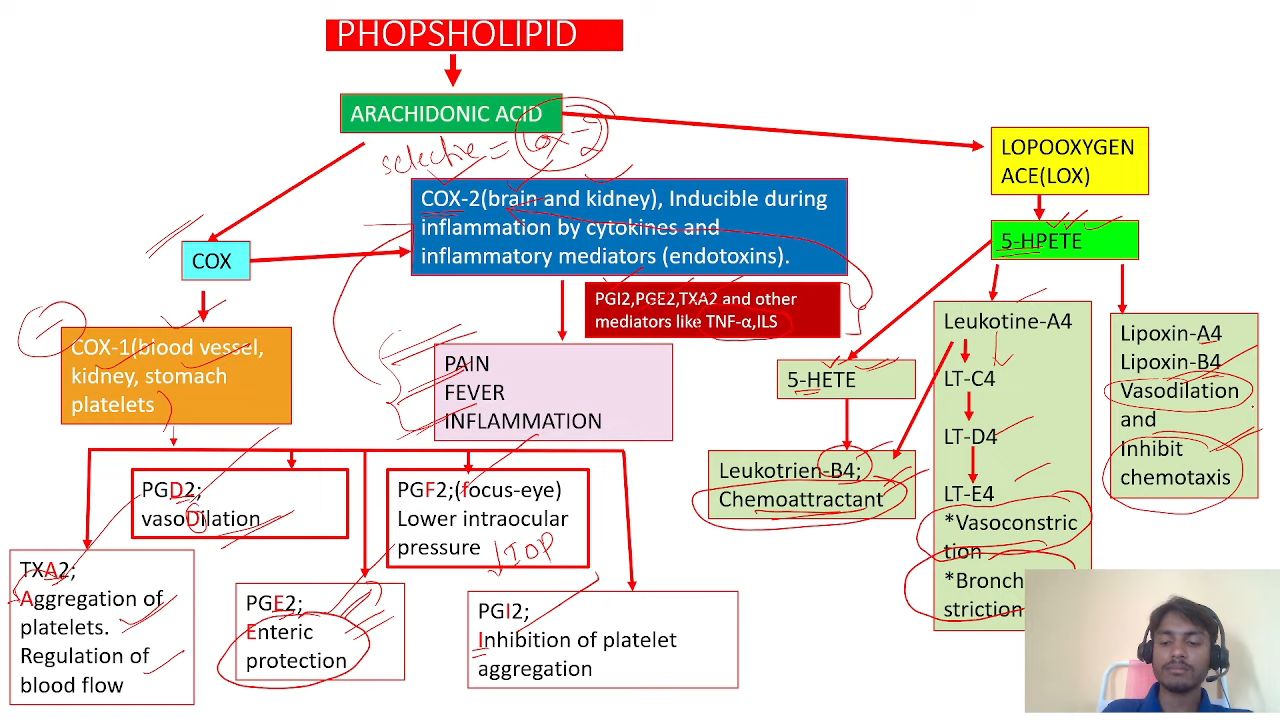 PHOPSHOLIPID
ARACHIDONIC ACID
selective = COX-2
LOPOOXYGEN
ACE(LOX)
COX-2(brain and kidney), Inducible during
inflammation by cytokines and
inflammatory mediators (endotoxins).
5-HPETE
COX
PGI2,PGE2,TXA2 and other
mediators like TNF-α,ILS
COX-1(blood vessel,
kidney, stomach
platelets
PAIN
FEVER
INFLAMMATION
5-HETE
Leukotine-A4
LT-C4
LT-D4
LT-E4
*Vasoconstric
tion
*Bronch
striction
Lipoxin-A4
Lipoxin-B4
Vasodilation
and
Inhibit
chemotaxis
Leukotrien-B4;
Chemoattractant
PGD2;
vasoDilation
PGF2;(focus-eye)
Lower intraocular
pressure
↓IOP
TXA2;
Aggregation of
platelets.
Regulation of
blood flow
PGE2;
Enteric
protection
PGI2;
Inhibition of platelet
aggregation